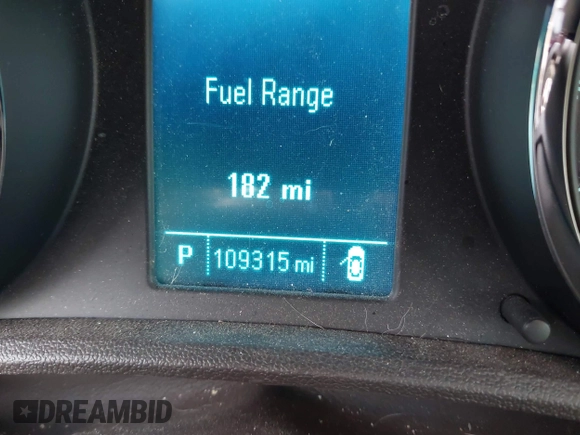 Fuel Range
182 mi
P 109315 mi
DREAMBID